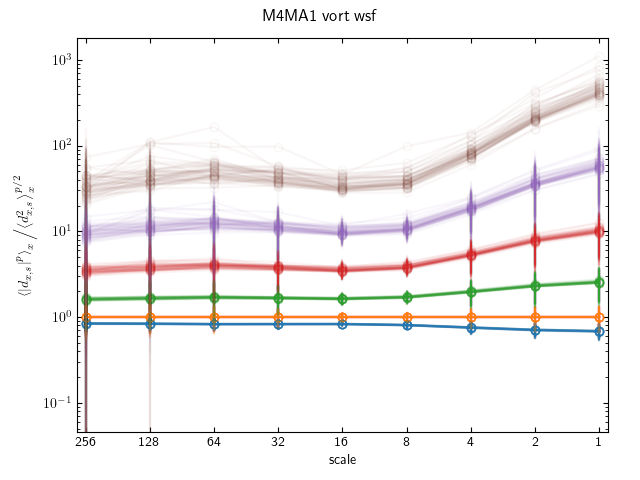 M4MA1 vort wsf
⟨|d_{x,s}|^p⟩_x / ⟨d^2_{x,s}⟩_x^{p/2}
10^3
10^2
10^1
10^0
10^{-1}
256 128 64 32 16 8 4 2 1
scale